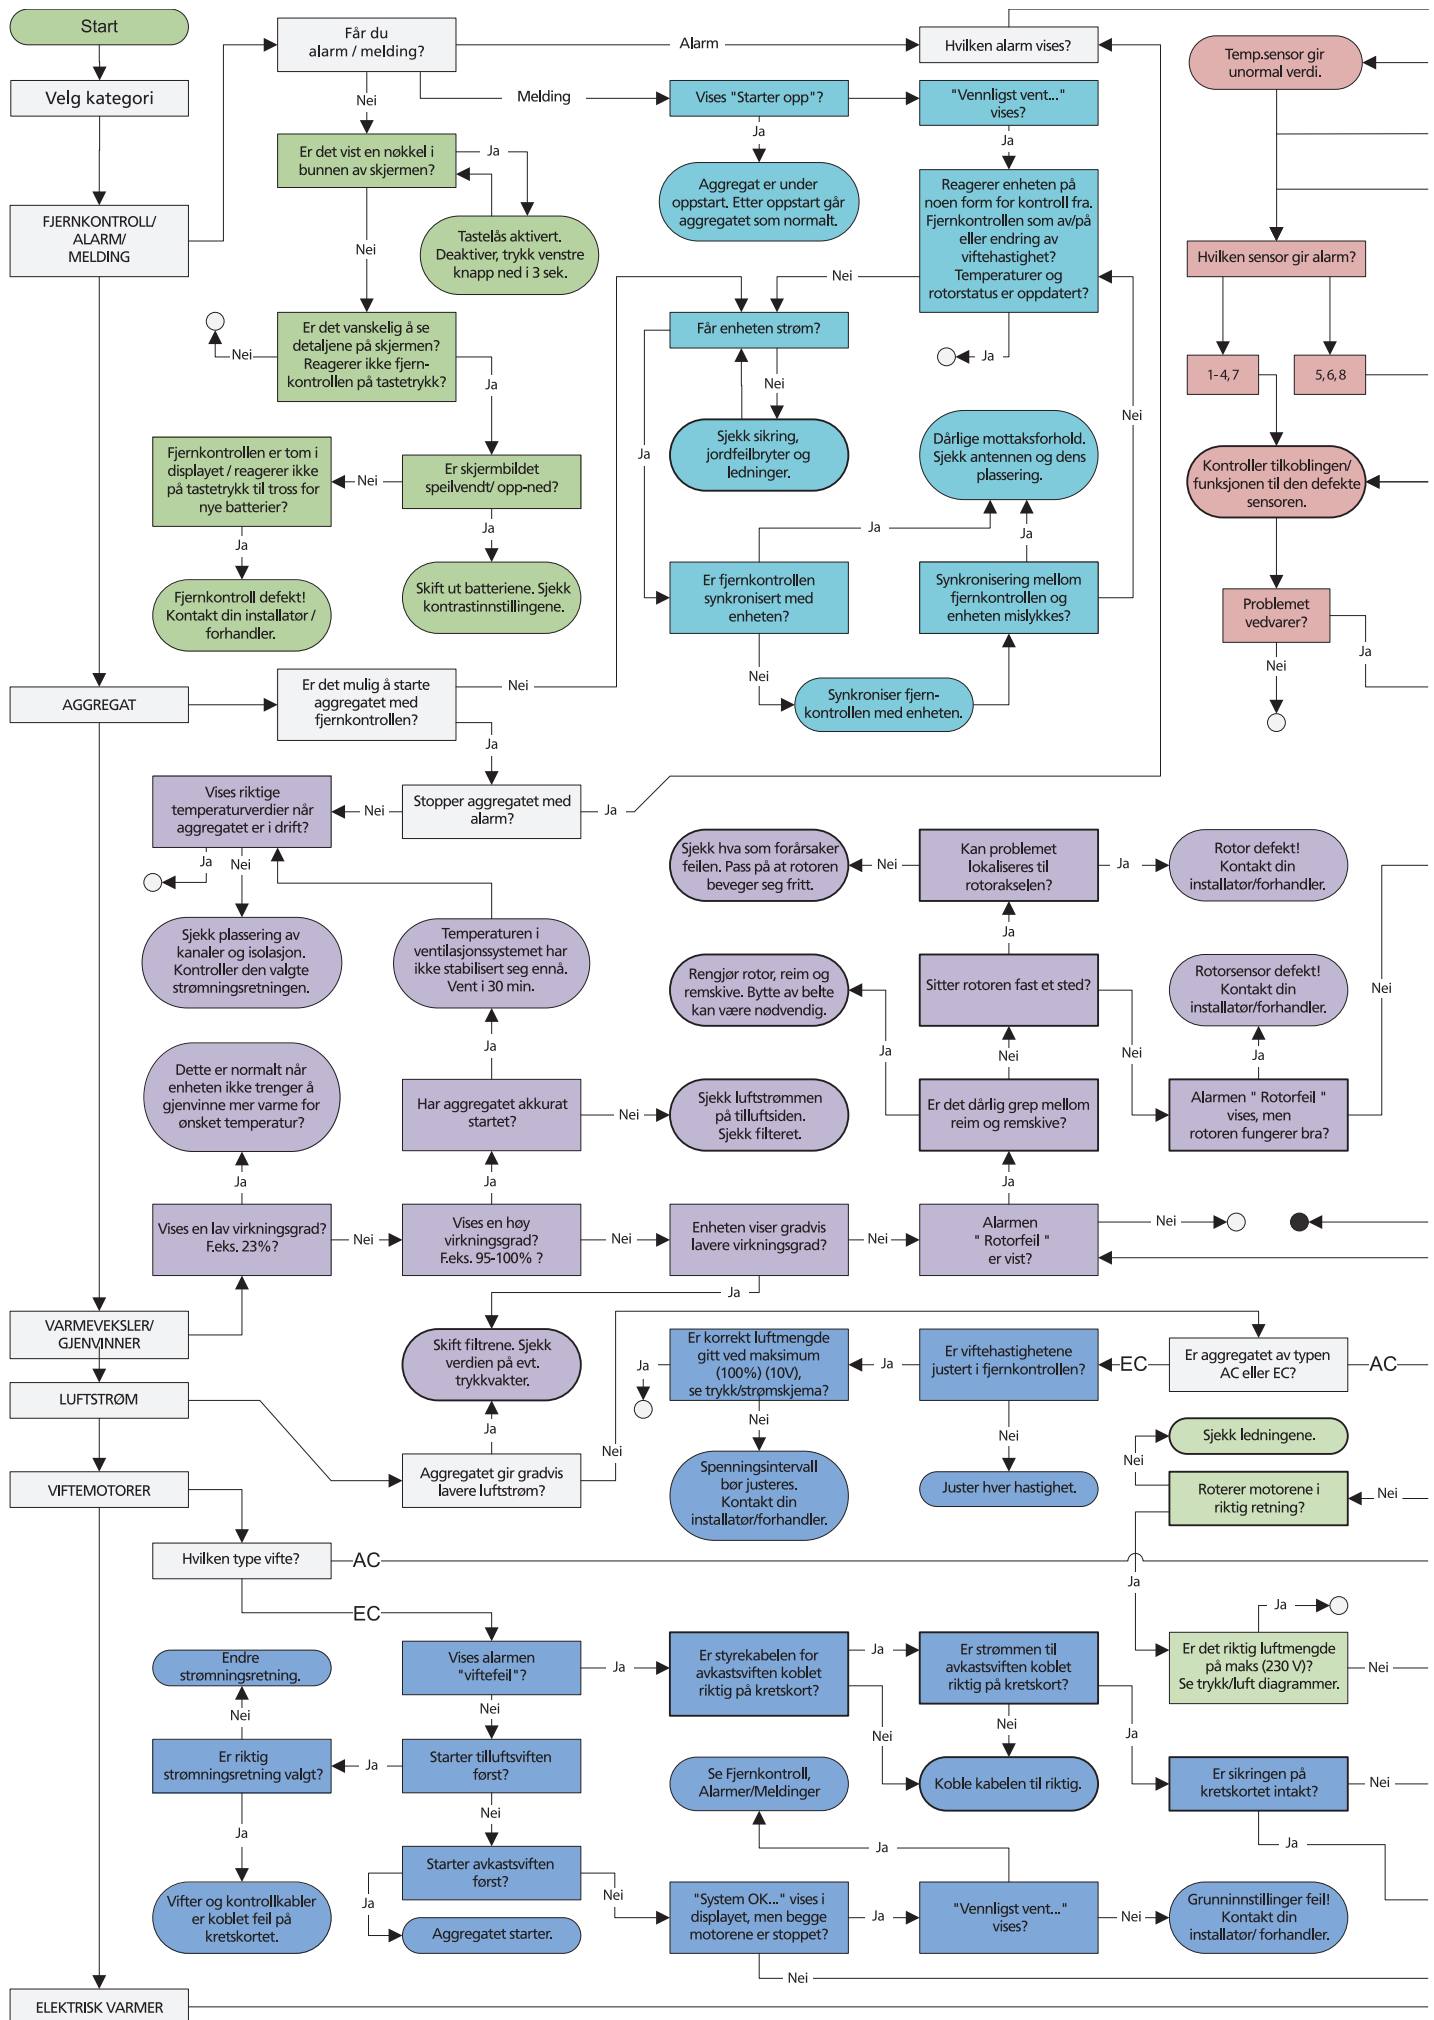 Start
Velg kategori
FJERNKONTROLL/
ALARM/
MELDING
Får du
alarm / melding?
Alarm
Hvilken alarm vises?
Nei
Melding
Vises "Starter opp"?
"Vennligst vent..."
vises?
Ja
Ja
Er det vist en nøkkel i
bunnen av skjermen?
Ja
Tastelås aktivert.
Deaktiver, trykk venstre
knapp ned i 3 sek.
Nei
Aggregat er under
oppstart. Etter oppstart går
aggregatet som normalt.
Reagerer enheten på
noen form for kontroll fra.
Fjernkontrollen som av/på
eller endring av
viftehastighet?
Temperaturer og
rotorstatus er oppdatert?
Nei
Ja
Får enheten strøm?
Nei
Ja
Sjekk sikring,
jordfeilbryter og
ledninger.
Er det vanskelig å se
detaljene på skjermen?
Reagerer ikke fjern-
kontrollen på tastetrykk?
Nei
Ja
Er skjermbildet
speilvendt/ opp-ned?
Nei
Ja
Fjernkontrollen er tom i
displayet / reagerer ikke
på tastetrykk til tross for
nye batterier?
Ja
Fjernkontroll defekt!
Kontakt din installatør /
forhandler.
Skift ut batteriene. Sjekk
kontrastinnstillingene.
Dårlige mottaksforhold.
Sjekk antennen og dens
plassering.
Ja
Ja
Nei
Er fjernkontrollen
synkronisert med
enheten?
Nei
Synkroniser fjern-
kontrollen med enheten.
Synkronisering mellom
fjernkontrollen og
enheten mislykkes?
Temp.sensor gir
unormal verdi.
Hvilken sensor gir alarm?
1-4,7
5,6,8
Kontroller tilkoblingen/
funksjonen til den defekte
sensoren.
Problemet
vedvarer?
Nei
Ja
AGGREGAT
Er det mulig å starte
aggregatet med
fjernkontrollen?
Nei
Ja
Stopper aggregatet med
alarm?
Ja
Nei
Vises riktige
temperaturverdier når
aggregatet er i drift?
Ja
Nei
Sjekk plassering av
kanaler og isolasjon.
Kontroller den valgte
strømningsretningen.
Temperaturen i
ventilasjonssystemet har
ikke stabilisert seg ennå.
Vent i 30 min.
Ja
Sjekk hva som forårsaker
feilen. Pass på at rotoren
beveger seg fritt.
Nei
Kan problemet
lokaliseres til
rotorakselen?
Ja
Rotor defekt!
Kontakt din
installatør/forhandler.
Ja
Rengjør rotor, reim og
remskive. Bytte av belte
kan være nødvendig.
Sitter rotoren fast et sted?
Rotorsensor defekt!
Kontakt din
installatør/forhandler.
Nei
Ja
Nei
Nei
Ja
Dette er normalt når
enheten ikke trenger å
gjenvinne mer varme for
ønsket temperatur?
Ja
Har aggregatet akkurat
startet?
Nei
Ja
Sjekk luftstrømmen
på tilluftsiden.
Sjekk filteret.
Er det dårlig grep mellom
reim og remskive?
Ja
Alarmen " Rotorfeil "
vises, men
rotoren fungerer bra?
Vises en lav virkningsgrad?
F.eks. 23%?
Nei
Vises en høy
virkningsgrad?
F.eks. 95-100% ?
Nei
Enheten viser gradvis
lavere virkningsgrad?
Nei
Ja
Alarmen
" Rotorfeil "
er vist?
Nei
VARMEVEKSLER/
GJENVINNER
LUFTSTRØM
VIFTEMOTORER
Skift filtrene. Sjekk
verdien på evt.
trykkvakter.
Ja
Aggregatet gir gradvis
lavere luftstrøm?
Nei
Er korrekt luftmengde
gitt ved maksimum
(100%) (10V),
se trykk/strømskjema?
Ja
Nei
Spenningsintervall
bør justeres.
Kontakt din
installatør/forhandler.
Ja
Er viftehastighetene
justert i fjernkontrollen?
Nei
Juster hver hastighet.
EC
Er aggregatet av typen
AC eller EC?
AC
Sjekk ledningene.
Nei
Roterer motorene i
riktig retning?
Nei
Ja
Hvilken type vifte?
AC
EC
Ja
Er det riktig luftmengde
på maks (230 V)?
Se trykk/luft diagrammer.
Nei
Endre
strømningsretning.
Nei
Vises alarmen
"viftefeil"?
Ja
Nei
Er styrekabelen for
avkastsviften koblet
riktig på kretskort?
Ja
Nei
Er strømmen til
avkastsviften koblet
riktig på kretskort?
Nei
Ja
Er riktig
strømningsretning valgt?
Ja
Ja
Starter tilluftsviften
først?
Nei
Se Fjernkontroll,
Alarmer/Meldinger
Koble kabelen til riktig.
Er sikringen på
kretskortet intakt?
Nei
Ja
Vifter og kontrollkabler
er koblet feil på
kretskortet.
Starter avkastsviften
først?
Ja
Nei
Aggregatet starter.
"System OK..." vises i
displayet, men begge
motorene er stoppet?
Ja
Nei
Ja
"Vennligst vent..."
vises?
Nei
Grunninnstillinger feil!
Kontakt din
installatør/ forhandler.
ELEKTRISK VARMER